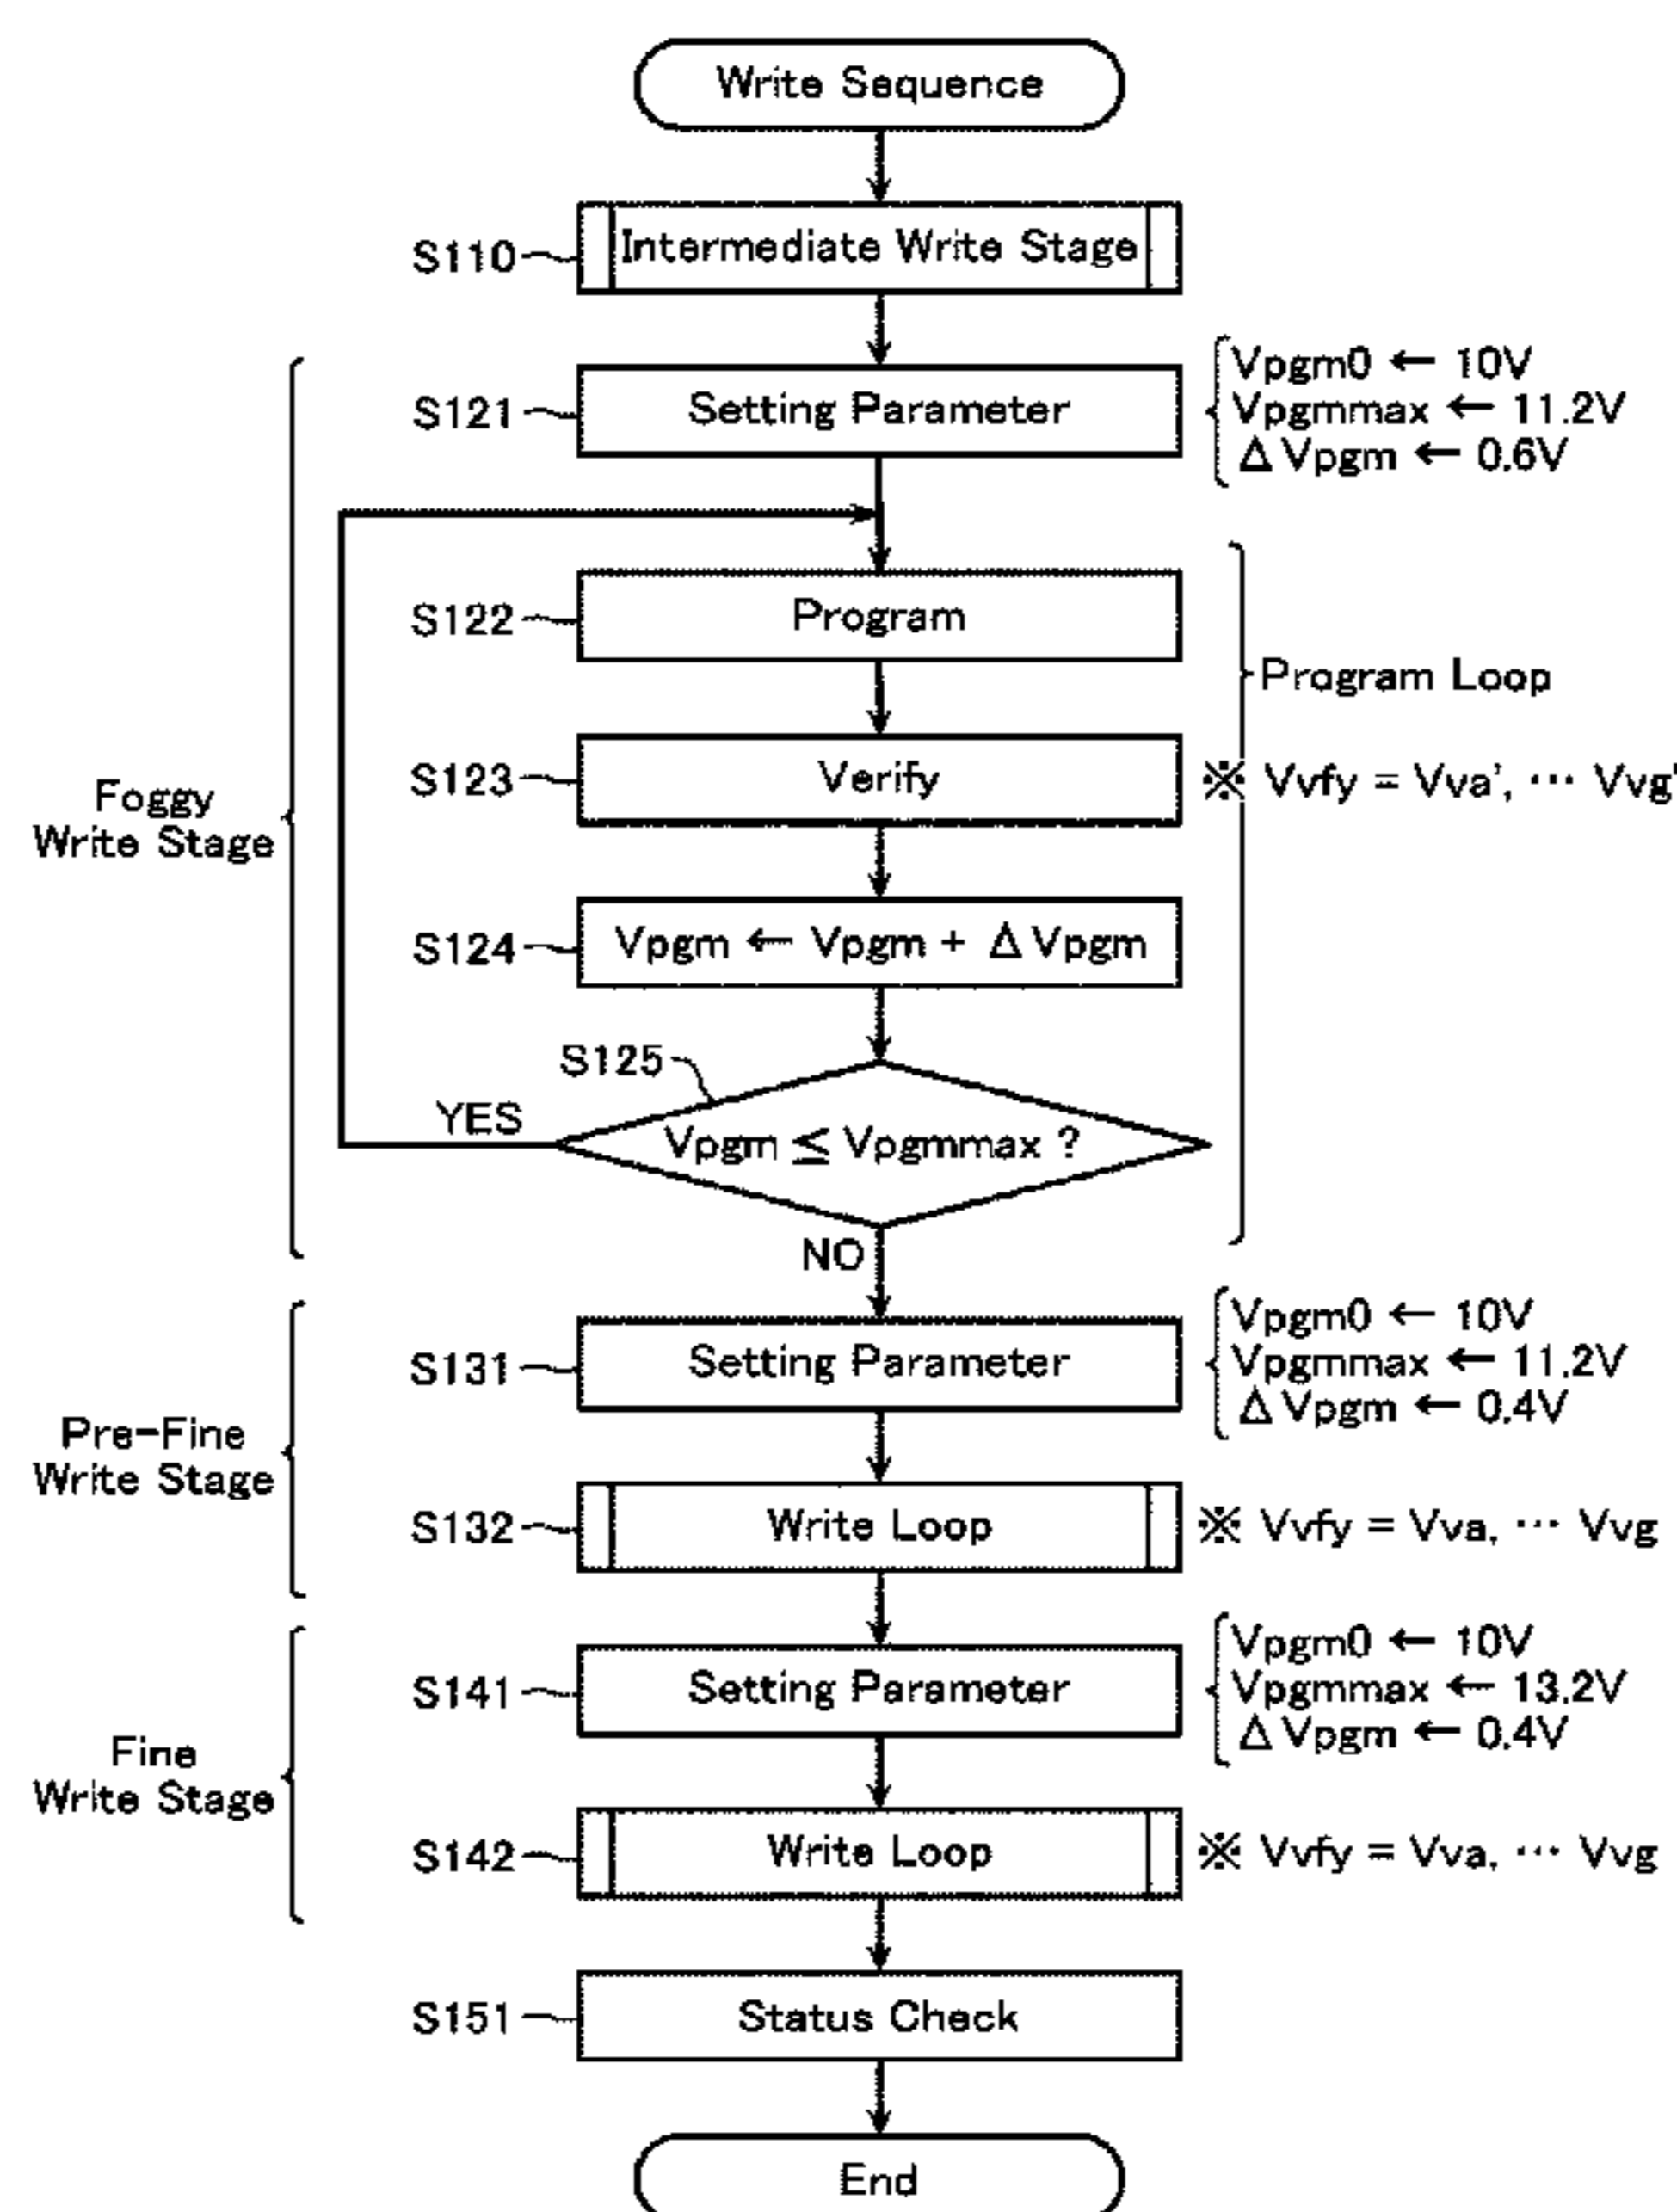 Write Sequence
S110
Intermediate Write Stage
S121
Setting Parameter
Vpgm0 ← 10V
Vpgmmax ← 11.2V
Δ Vpgm ← 0.6V
Foggy
Write Stage
S122
Program
Program Loop
S123
Verify
※ Vvfy = Vva', ··· Vvg'
S124
Vpgm ← Vpgm + Δ Vpgm
S125
YES
Vpgm ≦ Vpgmmax ?
NO
Pre-Fine
Write Stage
S131
Setting Parameter
Vpgm0 ← 10V
Vpgmmax ← 11.2V
Δ Vpgm ← 0.4V
S132
Write Loop
※ Vvfy = Vva, ··· Vvg
Fine
Write Stage
S141
Setting Parameter
Vpgm0 ← 10V
Vpgmmax ← 13.2V
Δ Vpgm ← 0.4V
S142
Write Loop
※ Vvfy = Vva, ··· Vvg
S151
Status Check
End